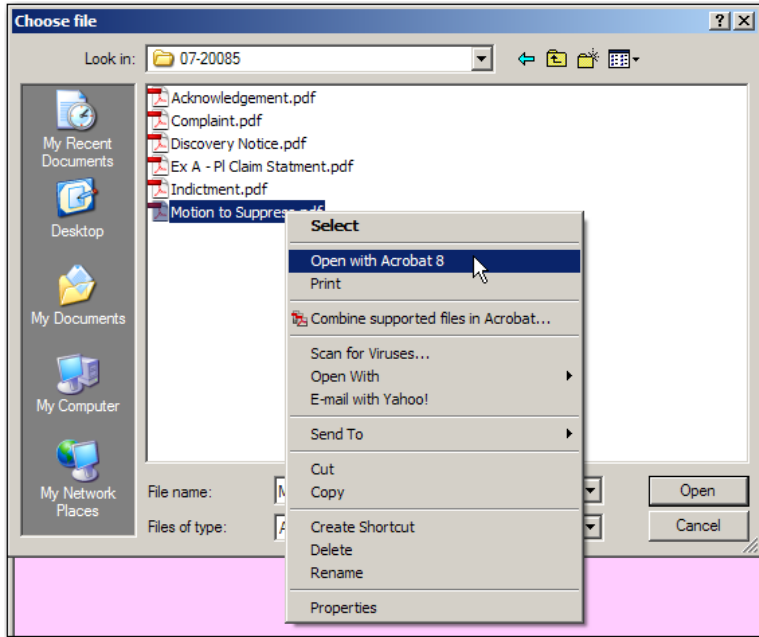 Choose file
Look in:
07-20085
My Recent
Documents
Desktop
My Documents
My Computer
My Network
Places
Acknowledgement.pdf
Complaint.pdf
Discovery Notice.pdf
Ex A - Pl Claim Statment.pdf
Indictment.pdf
Motion to Suppress.pdf
Select
Open with Acrobat 8
Print
Combine supported files in Acrobat...
Scan for Viruses...
Open With
E-mail with Yahoo!
Send To
Cut
Copy
Create Shortcut
Delete
Rename
Properties
File name:
M
Open
Files of type:
A
Cancel